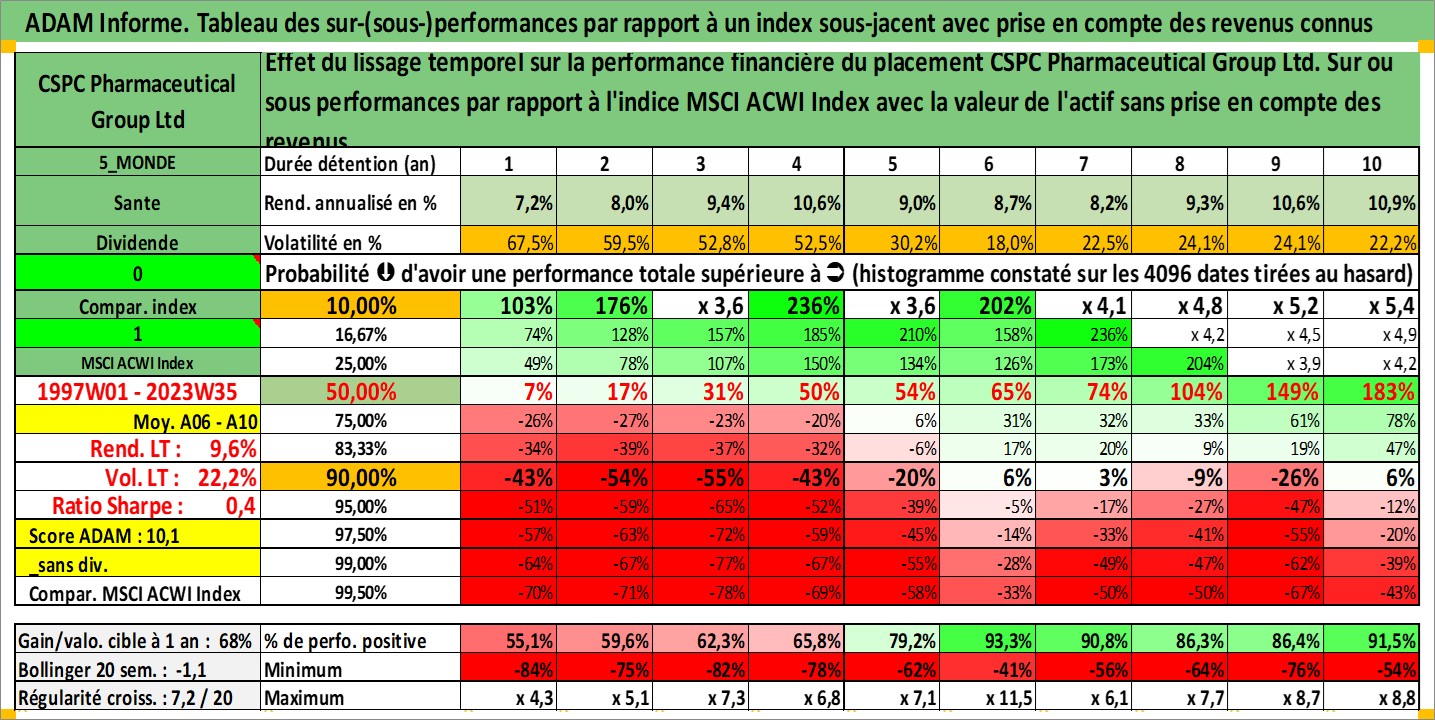 ADAM Informe. Tableau des sur-(sous-)performances par rapport à un index sous-jacent avec prise en compte des revenus connus
CSPC Pharmaceutical Group Ltd
Effet du lissage temporel sur la performance financière du placement CSPC Pharmaceutical Group Ltd. Sur ou
sous performances par rapport à l'indice MSCI ACWI Index avec la valeur de l'actif sans prise en compte des
revenus
5_MONDE Durée détention (an) 1 2 3 4 5 6 7 8 9 10
Sante Rend. annualisé en % 7,2% 8,0% 9,4% 10,6% 9,0% 8,7% 8,2% 9,3% 10,6% 10,9%
Dividende Volatilité en % 67,5% 59,5% 52,8% 52,5% 30,2% 18,0% 22,5% 24,1% 24,1% 22,2%
0 Probabilité 🡇 d'avoir une performance totale supérieure à ➲ (histogramme constaté sur les 4096 dates tirées au hasard)
Compar. index 10,00% 103% 176% x 3,6 236% x 3,6 202% x 4,1 x 4,8 x 5,2 x 5,4
1 16,67% 74% 128% 157% 185% 210% 158% 236% x 4,2 x 4,5 x 4,9
MSCI ACWI Index 25,00% 49% 78% 107% 150% 134% 126% 173% 204% x 3,9 x 4,2
1997W01 - 2023W35 50,00% 7% 17% 31% 50% 54% 65% 74% 104% 149% 183%
Moy. A06 - A10 75,00% -26% -27% -23% -20% 6% 31% 32% 33% 61% 78%
Rend. LT : 9,6% 83,33% -34% -39% -37% -32% -6% 17% 20% 9% 19% 47%
Vol. LT : 22,2% 90,00% -43% -54% -55% -43% -20% 6% 3% -9% -26% 6%
Ratio Sharpe : 0,4 95,00% -51% -59% -65% -52% -39% -5% -17% -27% -47% -12%
Score ADAM : 10,1 97,50% -57% -63% -72% -59% -45% -14% -33% -41% -55% -20%
_sans div. 99,00% -64% -67% -77% -67% -55% -28% -49% -47% -62% -39%
Compar. MSCI ACWI Index 99,50% -70% -71% -78% -69% -58% -33% -50% -50% -67% -43%
Gain/valo. cible à 1 an : 68% % de perfo. positive 55,1% 59,6% 62,3% 65,8% 79,2% 93,3% 90,8% 86,3% 86,4% 91,5%
Bollinger 20 sem. : -1,1 Minimum -84% -75% -82% -78% -62% -41% -56% -64% -76% -54%
Régularité croiss. : 7,2 / 20 Maximum x 4,3 x 5,1 x 7,3 x 6,8 x 7,1 x 11,5 x 6,1 x 7,7 x 8,7 x 8,8